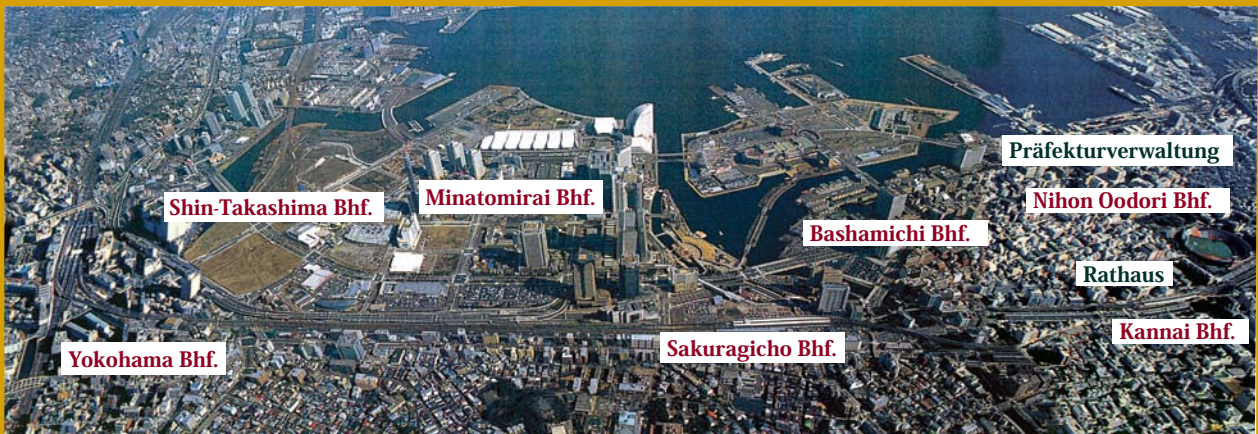 Präfekturverwaltung
Shin-Takashima Bhf.
Minatomirai Bhf.
Nihon Oodori Bhf.
Bashamichi Bhf.
Rathaus
Yokohama Bhf.
Sakuragicho Bhf.
Kannai Bhf.